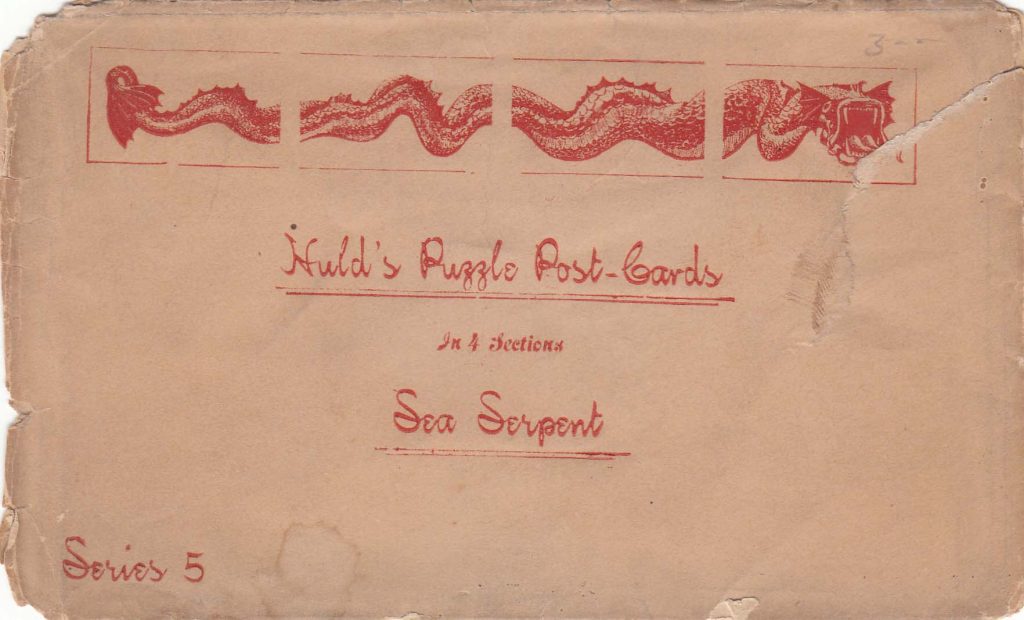 3--
Huld's Puzzle Post-Cards
In 4 Sections
Sea Serpent
Series 5